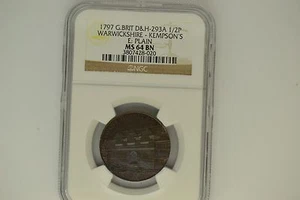 1797 G.BRIT D&H-293A 1/2P
WARWICKSHIRE - KEMPSON'S
E: PLAIN
MS 64 BN
3807428-020
NGC